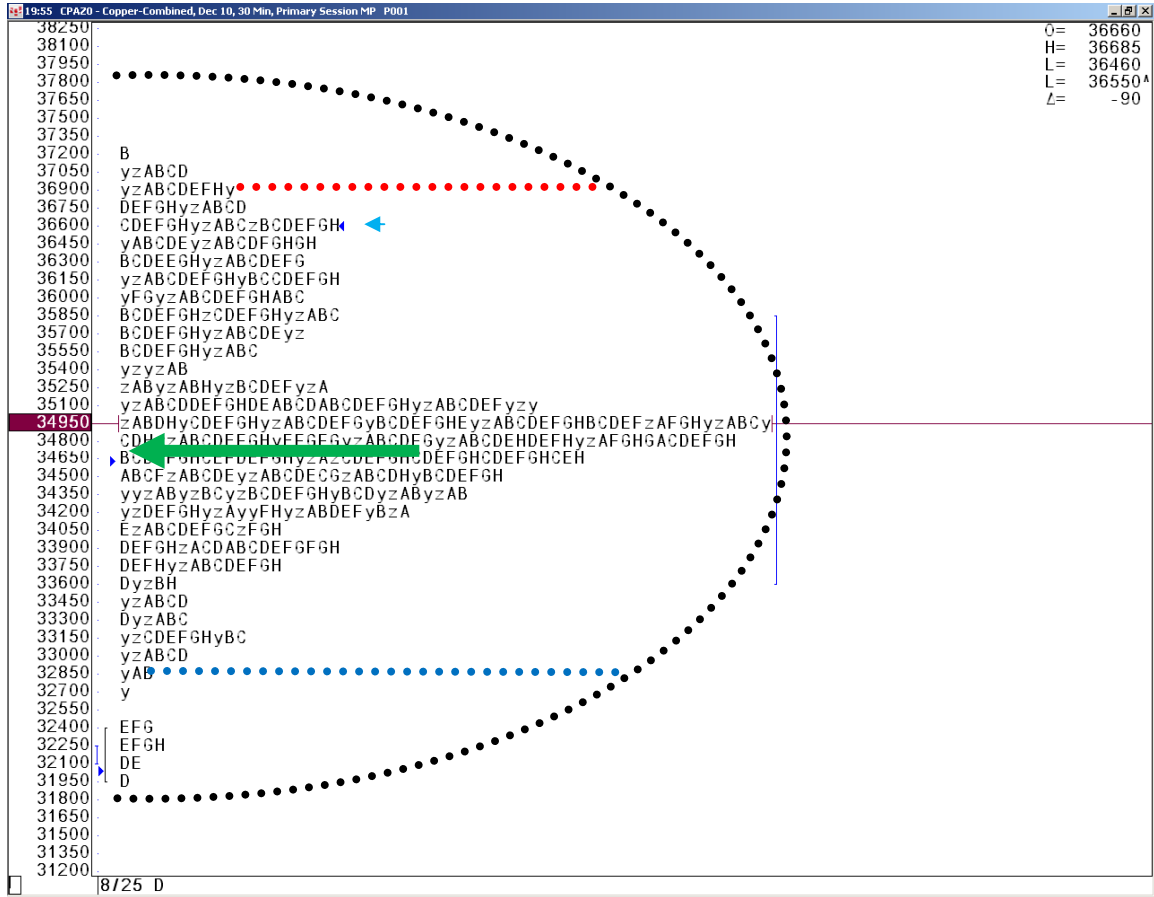 19:55 CPAZ0 - Copper-Combined, Dec 10, 30 Min, Primary Session MP P001
O= 36660
H= 36685
L= 36460
L= 36550A
Δ= -90
38250
38100
37950
37800
37650
37500
37350
37200 B
37050 yzABCD
36900 yzABCDEFHy
36750 DEFGHyzABCD
36600 CDEFGHyzABCzBCDEFGH
36450 yABCDEyzABCDFGHGH
36300 BCDEEGHyzABCDEFG
36150 yzABCDEFGHyBCCDEFGH
36000 yFGyzABCDEFGHABC
35850 BCDEFGHzCDEFGHyzABC
35700 BCDEFGHyzABCDEyz
35550 BCDEFGHyzABC
35400 yzyzAB
35250 zAByzABHyzBCDEFyzA
35100 yzABCDDEFGHDEABCDABCDEFGHyzABCDEFyzy
34950 zABDHyCDEFGHyzABCDEFGyBCDEFGHEyzABCDEFGHBCDEFzAFGHyzABCy
34800
34650
34500 ABCFzABCDEyzABCDECGzABCDHyBCDEFGH
34350 yyzAByzBCyzBCDEFGHyBCDyzAByzAB
34200 yzDEFGHyzAyyFHyzABDEFyBzA
34050 EzABCDEFGCzFGH
33900 DEFGHzACDABCDEFGFGH
33750 DEFHyzABCDEFGH
33600 DyzBH
33450 yzABCD
33300 DyzABC
33150 yzCDEFGHyBC
33000 yzABCD
32850 yAB
32700 y
32550
32400 EFG
32250 EFGH
32100 DE
31950 D
31800
31650
31500
31350
31200
8/25 D